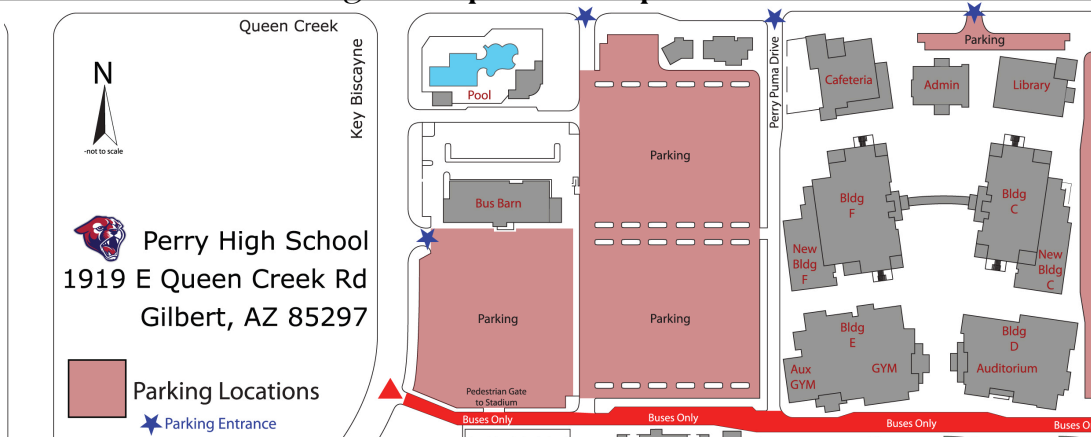 Queen Creek
Key Biscayne
N
-not to scale
Perry High School
1919 E Queen Creek Rd
Gilbert, AZ 85297
Parking Locations
Parking Entrance
Pool
Bus Barn
Parking
Parking
Parking
Pedestrian Gate
to Stadium
Buses Only
Buses Only
Buses Only
Perry Puma Drive
Parking
Cafeteria
Admin
Library
Bldg
F
Bldg
C
New
Bldg
F
New
Bldg
C
Bldg
E
Aux
GYM
GYM
Bldg
D
Auditorium
Buses